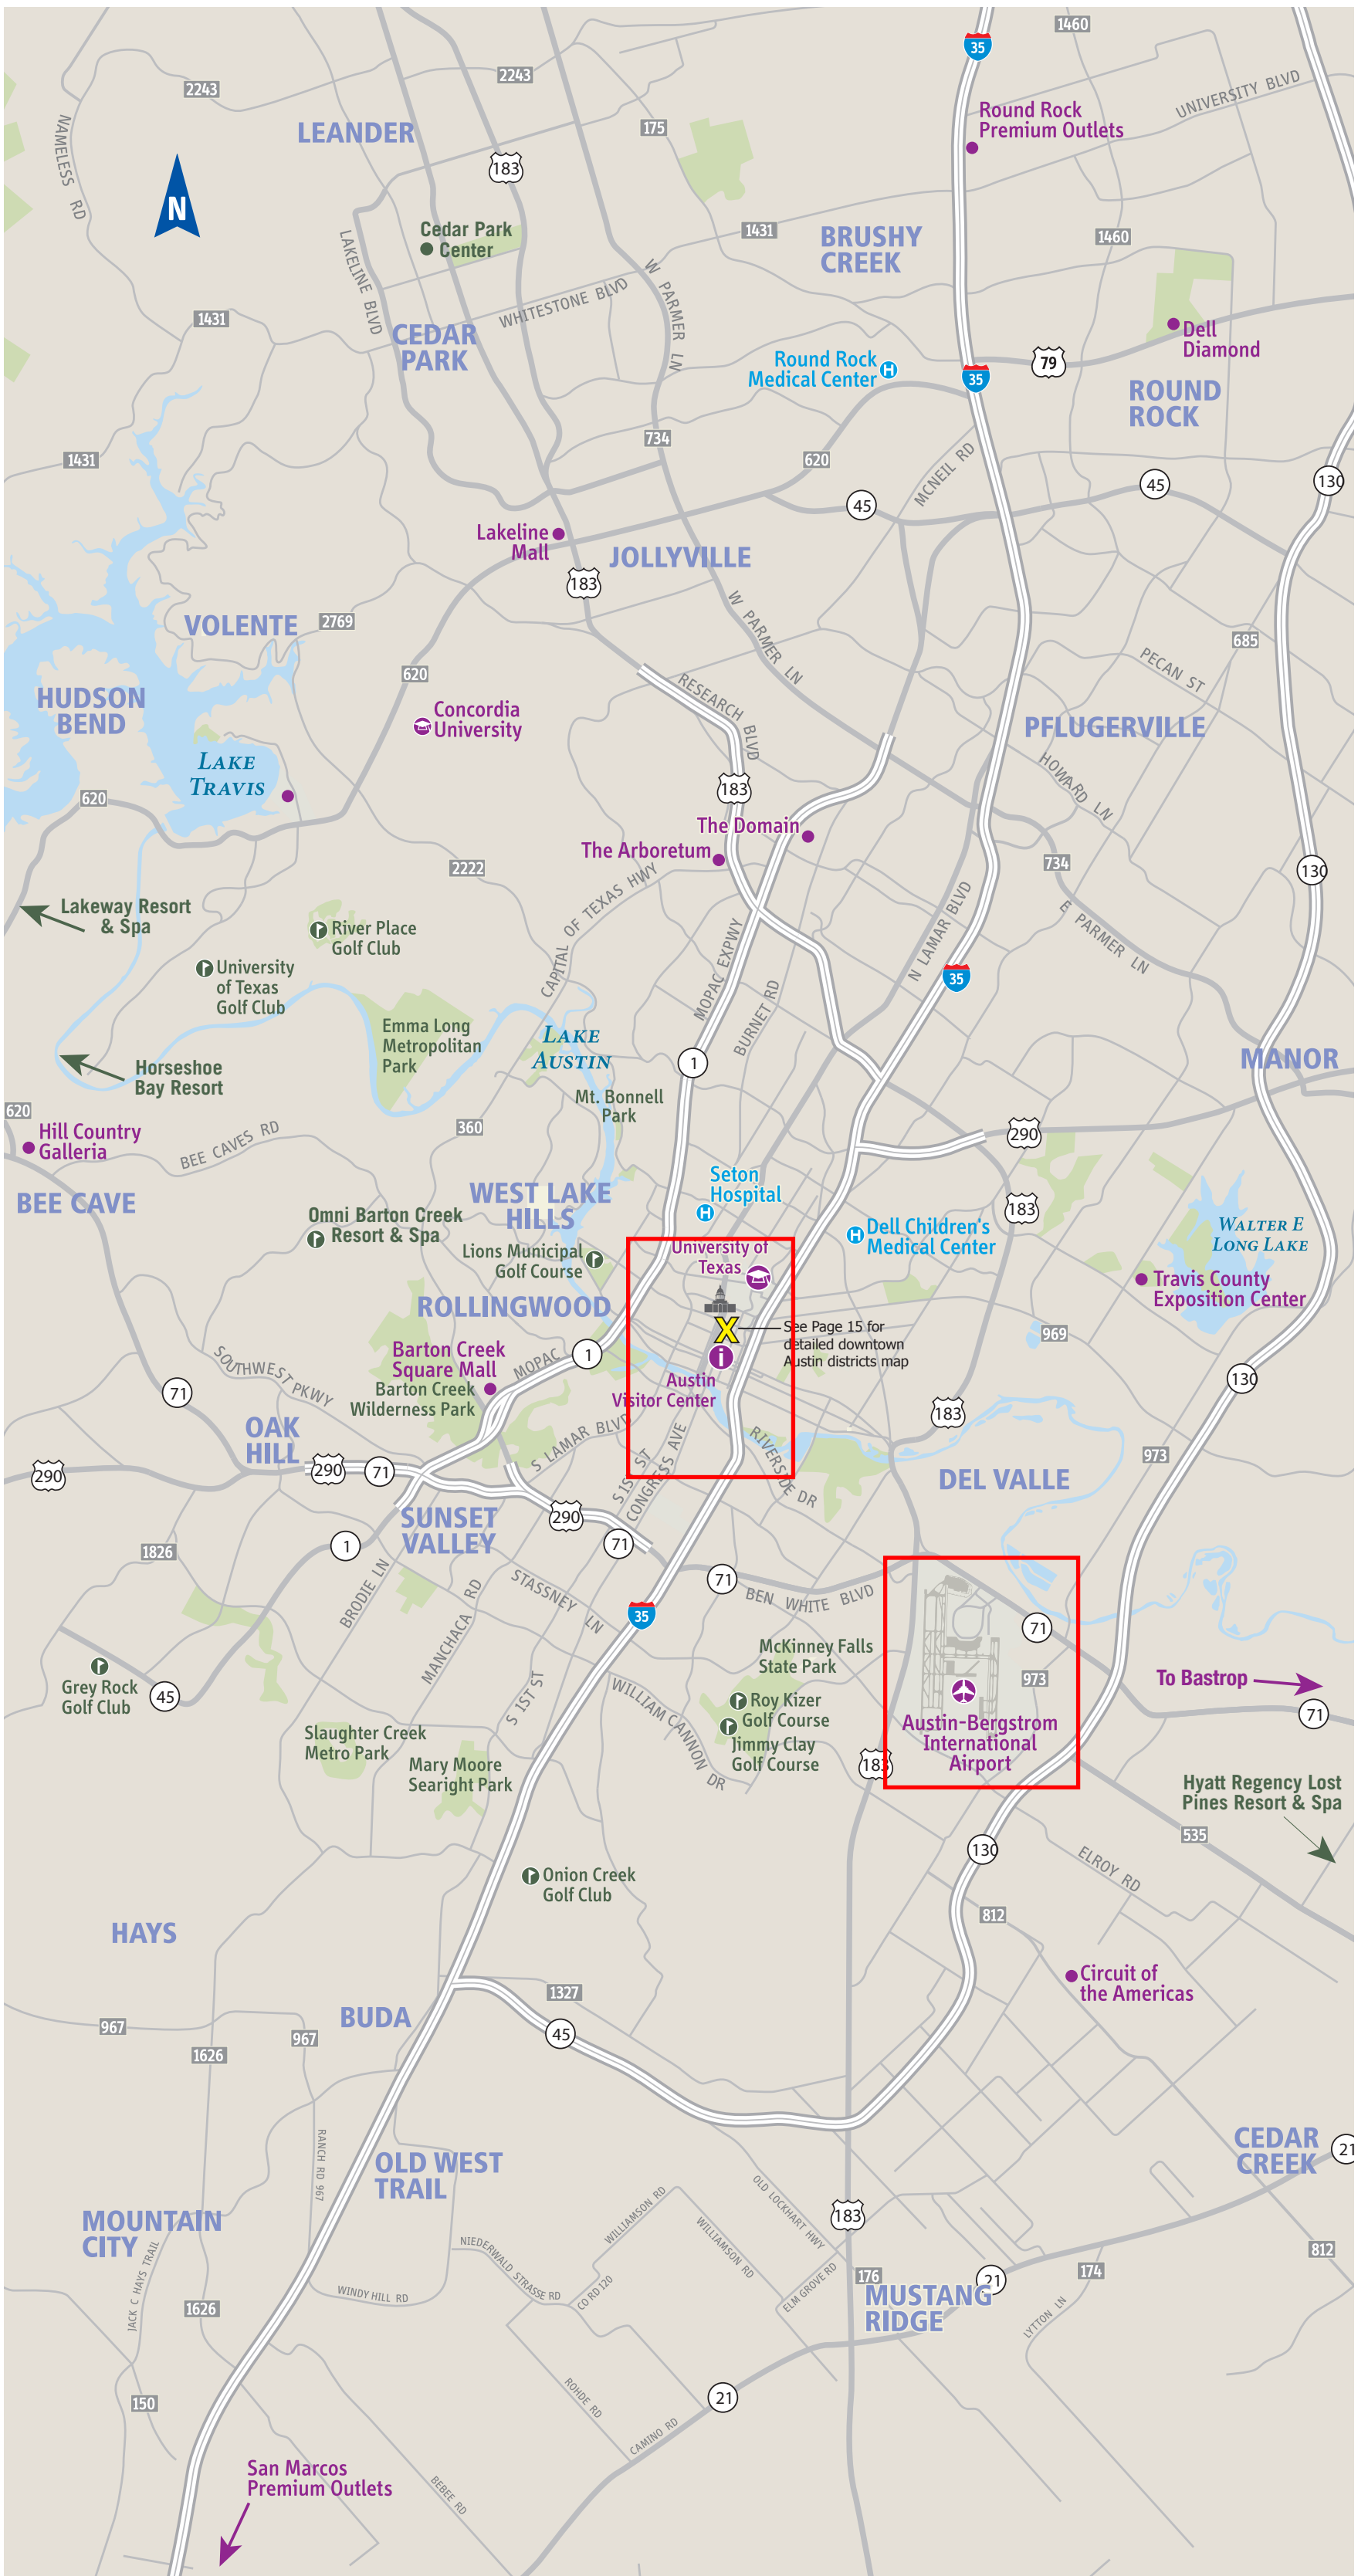 35
1460
UNIVERSITY BLVD
2243
2243
Round Rock
Premium Outlets
LEANDER
175
NAMELESS RD
183
N
Cedar Park
Center
1431
BRUSHY
CREEK
1460
LAKELINE BLVD
W PARMER LN
WHITESTONE BLVD
1431
CEDAR
PARK
Dell
Diamond
Round Rock
Medical Center
H
79
35
ROUND
ROCK
734
1431
620
MCNEIL RD
130
45
45
Lakeline
Mall
JOLLYVILLE
183
W PARMER LN
VOLENTE
2769
685
PECAN ST
620
RESEARCH BLVD
HUDSON
BEND
Concordia
University
PFLUGERVILLE
LAKE
TRAVIS
HOWARD LN
183
620
The Domain
The Arboretum
734
2222
130
CAPITAL OF TEXAS HWY
N LAMAR BLVD
E PARMER LN
Lakeway Resort
& Spa
River Place
Golf Club
MOPAC EXPWY
University
of Texas
Golf Club
35
BURNET RD
Emma Long
Metropolitan
Park
LAKE
AUSTIN
1
MANOR
Horseshoe
Bay Resort
Mt. Bonnell
Park
620
360
290
Hill Country
Galleria
BEE CAVES RD
Seton
Hospital
H
BEE CAVE
WEST LAKE
HILLS
183
Omni Barton Creek
Resort & Spa
Dell Children's
Medical Center
H
WALTER E
LONG LAKE
Lions Municipal
Golf Course
University of
Texas
Travis County
Exposition Center
ROLLINGWOOD
X
See Page 15 for
detailed downtown
Austin districts map
969
i
Barton Creek
Square Mall
MOPAC
1
Austin
Visitor Center
SOUTHWEST PKWY
Barton Creek
Wilderness Park
71
130
183
OAK
HILL
S LAMAR BLVD
RIVERSIDE DR
973
290
290
71
S 1ST ST
CONGRESS AVE
DEL VALLE
SUNSET
VALLEY
290
71
1
1826
BRODIE LN
STASSNEY LN
71
BEN WHITE BLVD
MANCHACA RD
35
71
McKinney Falls
State Park
973
To Bastrop
Grey Rock
Golf Club
45
S 1ST ST
WILLIAM CANNON DR
Roy Kizer
Golf Course
71
Austin-Bergstrom
International
Airport
Slaughter Creek
Metro Park
Jimmy Clay
Golf Course
Mary Moore
Searight Park
183
Hyatt Regency Lost
Pines Resort & Spa
535
130
ELROY RD
Onion Creek
Golf Club
812
HAYS
Circuit of
the Americas
1327
BUDA
967
967
45
1626
RANCH RD 967
CEDAR
CREEK
21
OLD WEST
TRAIL
OLD LOCKHART HWY
183
MOUNTAIN
CITY
WILLIAMSON RD
WILLIAMSON RD
NIEDERWALD STRASSE RD
812
JACK C HAYS TRAIL
ELM GROVE RD
176
174
21
WINDY HILL RD
CO RD 120
MUSTANG
RIDGE
1626
LYTTON LN
150
ROHDE RD
21
CAMINO RD
San Marcos
Premium Outlets
BEBEE RD